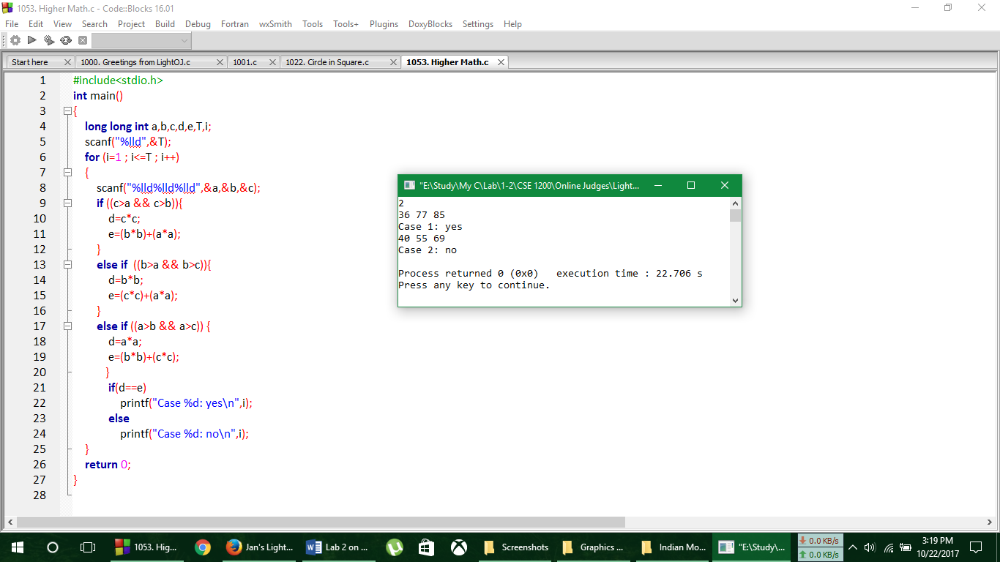 1053. Higher Math.c - Code::Blocks 16.01
File Edit View Search Project Build Debug Fortran wxSmith Tools Tools+ Plugins DoxyBlocks Settings Help
Start here 1000. Greetings from LightOJ.c 1001.c 1022. Circle in Square.c 1053. Higher Math.c
1 #include<stdio.h>
2 int main()
3 {
4 long long int a,b,c,d,e,T,i;
5 scanf("%lld",&T);
6 for (i=1 ; i<=T ; i++)
7 {
8 scanf("%lld%lld%lld",&a,&b,&c);
9 if ((c>a && c>b)){
10 d=c*c;
11 e=(b*b)+(a*a);
12 }
13 else if ((b>a && b>c)){
14 d=b*b;
15 e=(c*c)+(a*a);
16 }
17 else if ((a>b && a>c)) {
18 d=a*a;
19 e=(b*b)+(c*c);
20 }
21 if(d==e)
22 printf("Case %d: yes\n",i);
23 else
24 printf("Case %d: no\n",i);
25 }
26 return 0;
27 }
28
"E:\Study\My C\Lab\1-2\CSE 1200\Online Judges\Light...
2
36 77 85
Case 1: yes
40 55 69
Case 2: no
Process returned 0 (0x0) execution time : 22.706 s
Press any key to continue.
1053. Hig... Jan's Light... Lab 2 on ... Screenshots Graphics ... Indian Mo... "E:\Study\... 0.0 KB/s
0.0 KB/s
3:19 PM
10/22/2017